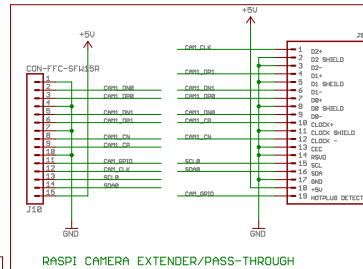 +5V
+5V
J9
CON-FFC-SFW15R
CAM_CLK
1 D2+
2 D2 SHIELD
3 D2-
4 D1+
5 D1 SHEILD
6 D1-
7 D0+
8 D0 SHIELD
9 D0-
10 CLOCK+
11 CLOCK SHIELD
12 CLOCK -
13 CEC
14 RSVD
15 SCL
16 SDA
17 GND
18 +5V
19 HOTPLUG DETECT
CAM1_DP1
CAM1_DN1
CAM1_DP0
CAM1_DN0
CAM1_CP
CAM1_CN
SCL0
SDA0
CAM_GPIO
1
2 CAM1_DN0
3 CAM1_DP0
4
5 CAM1_DN1
6 CAM1_DP1
7
8 CAM1_CN
9 CAM1_CP
10
11 CAM_GPIO
12 CAM_CLK
13 SCL0
14 SDA0
15
J10
GND
GND
RASPI CAMERA EXTENDER/PASS-THROUGH